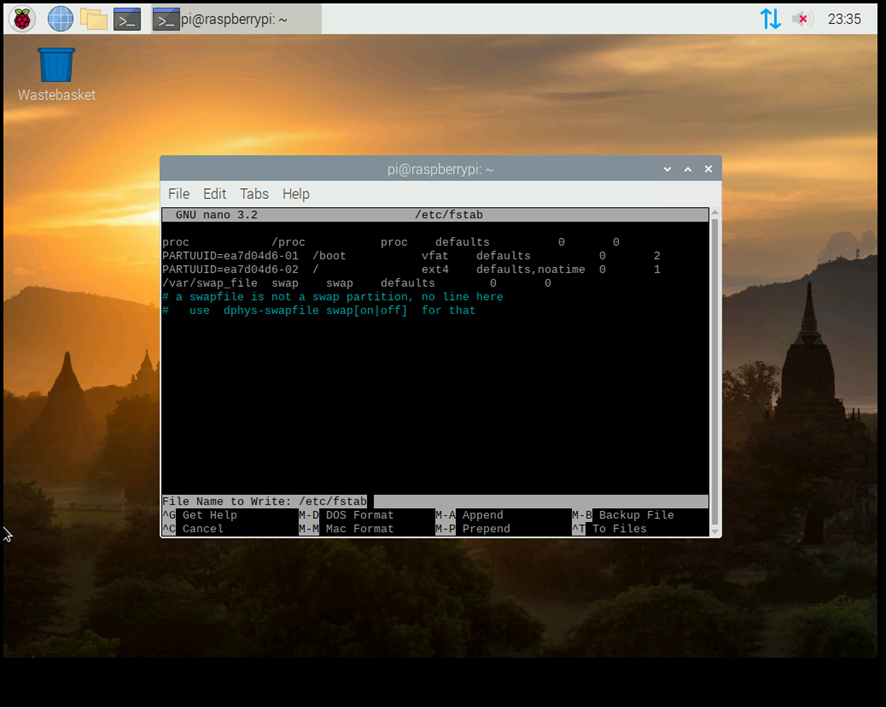 pi@raspberrypi: ~
23:35
Wastebasket
pi@raspberrypi: ~
File Edit Tabs Help
GNU nano 3.2 /etc/fstab
proc /proc proc defaults 0 0
PARTUUID=ea7d04d6-01 /boot vfat defaults 0 2
PARTUUID=ea7d04d6-02 / ext4 defaults,noatime 0 1
/var/swap_file swap swap defaults 0 0
# a swapfile is not a swap partition, no line here
# use dphys-swapfile swap[on|off] for that
File Name to Write: /etc/fstab
^G Get Help M-D DOS Format M-A Append M-B Backup File
^C Cancel M-M Mac Format M-P Prepend ^T To Files